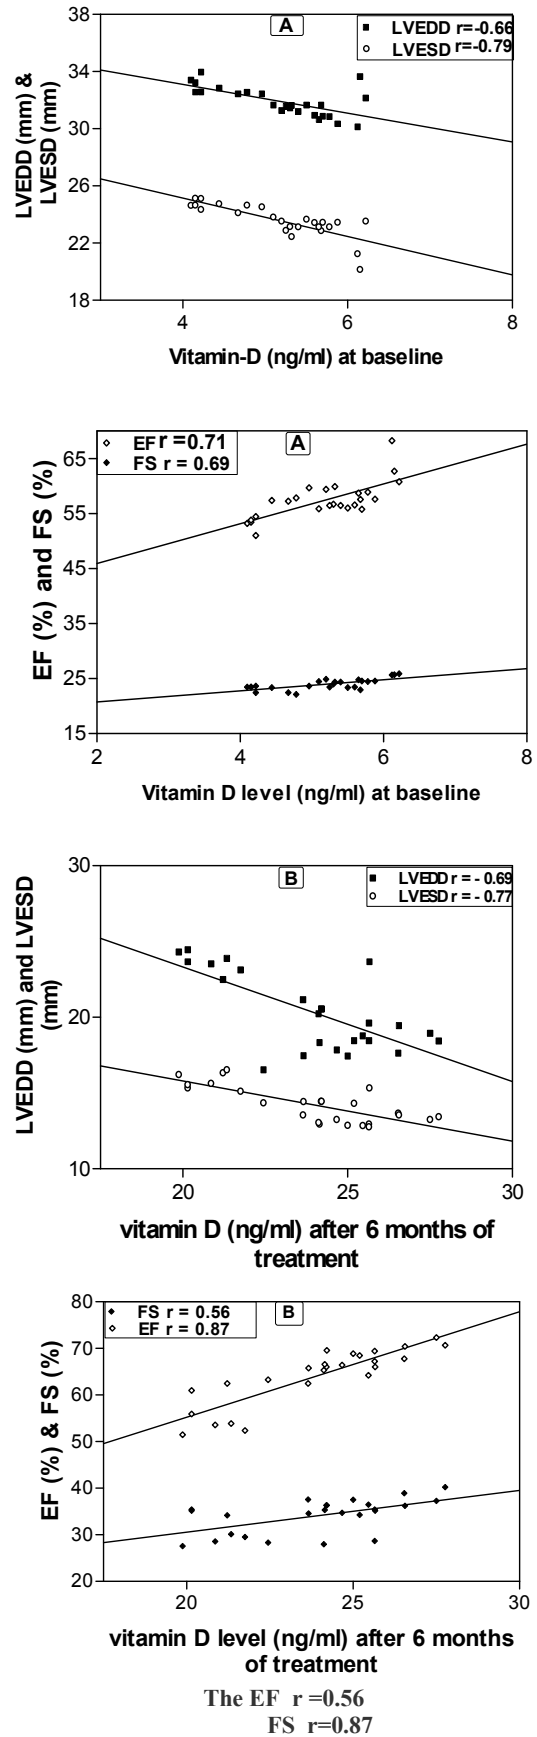 38
34
30
26
22
18
LVEDD (mm) &
LVESD (mm)
A
LVEDD r=-0.66
LVESD r=-0.79
4
6
8
Vitamin-D (ng/ml) at baseline
EF r =0.71
FS r = 0.69
A
65
55
45
35
25
15
EF (%) and FS (%)
2
4
6
8
Vitamin D level (ng/ml) at baseline
30
20
10
LVEDD (mm) and LVESD
(mm)
B
LVEDD r = - 0.69
LVESD r = - 0.77
20
25
30
vitamin D (ng/ml) after 6 months of
treatment
80
70
60
50
40
30
20
EF (%) & FS (%)
FS r = 0.56
EF r = 0.87
B
20
25
30
vitamin D level (ng/ml) after 6 months
of treatment
The EF r =0.56
FS r=0.87